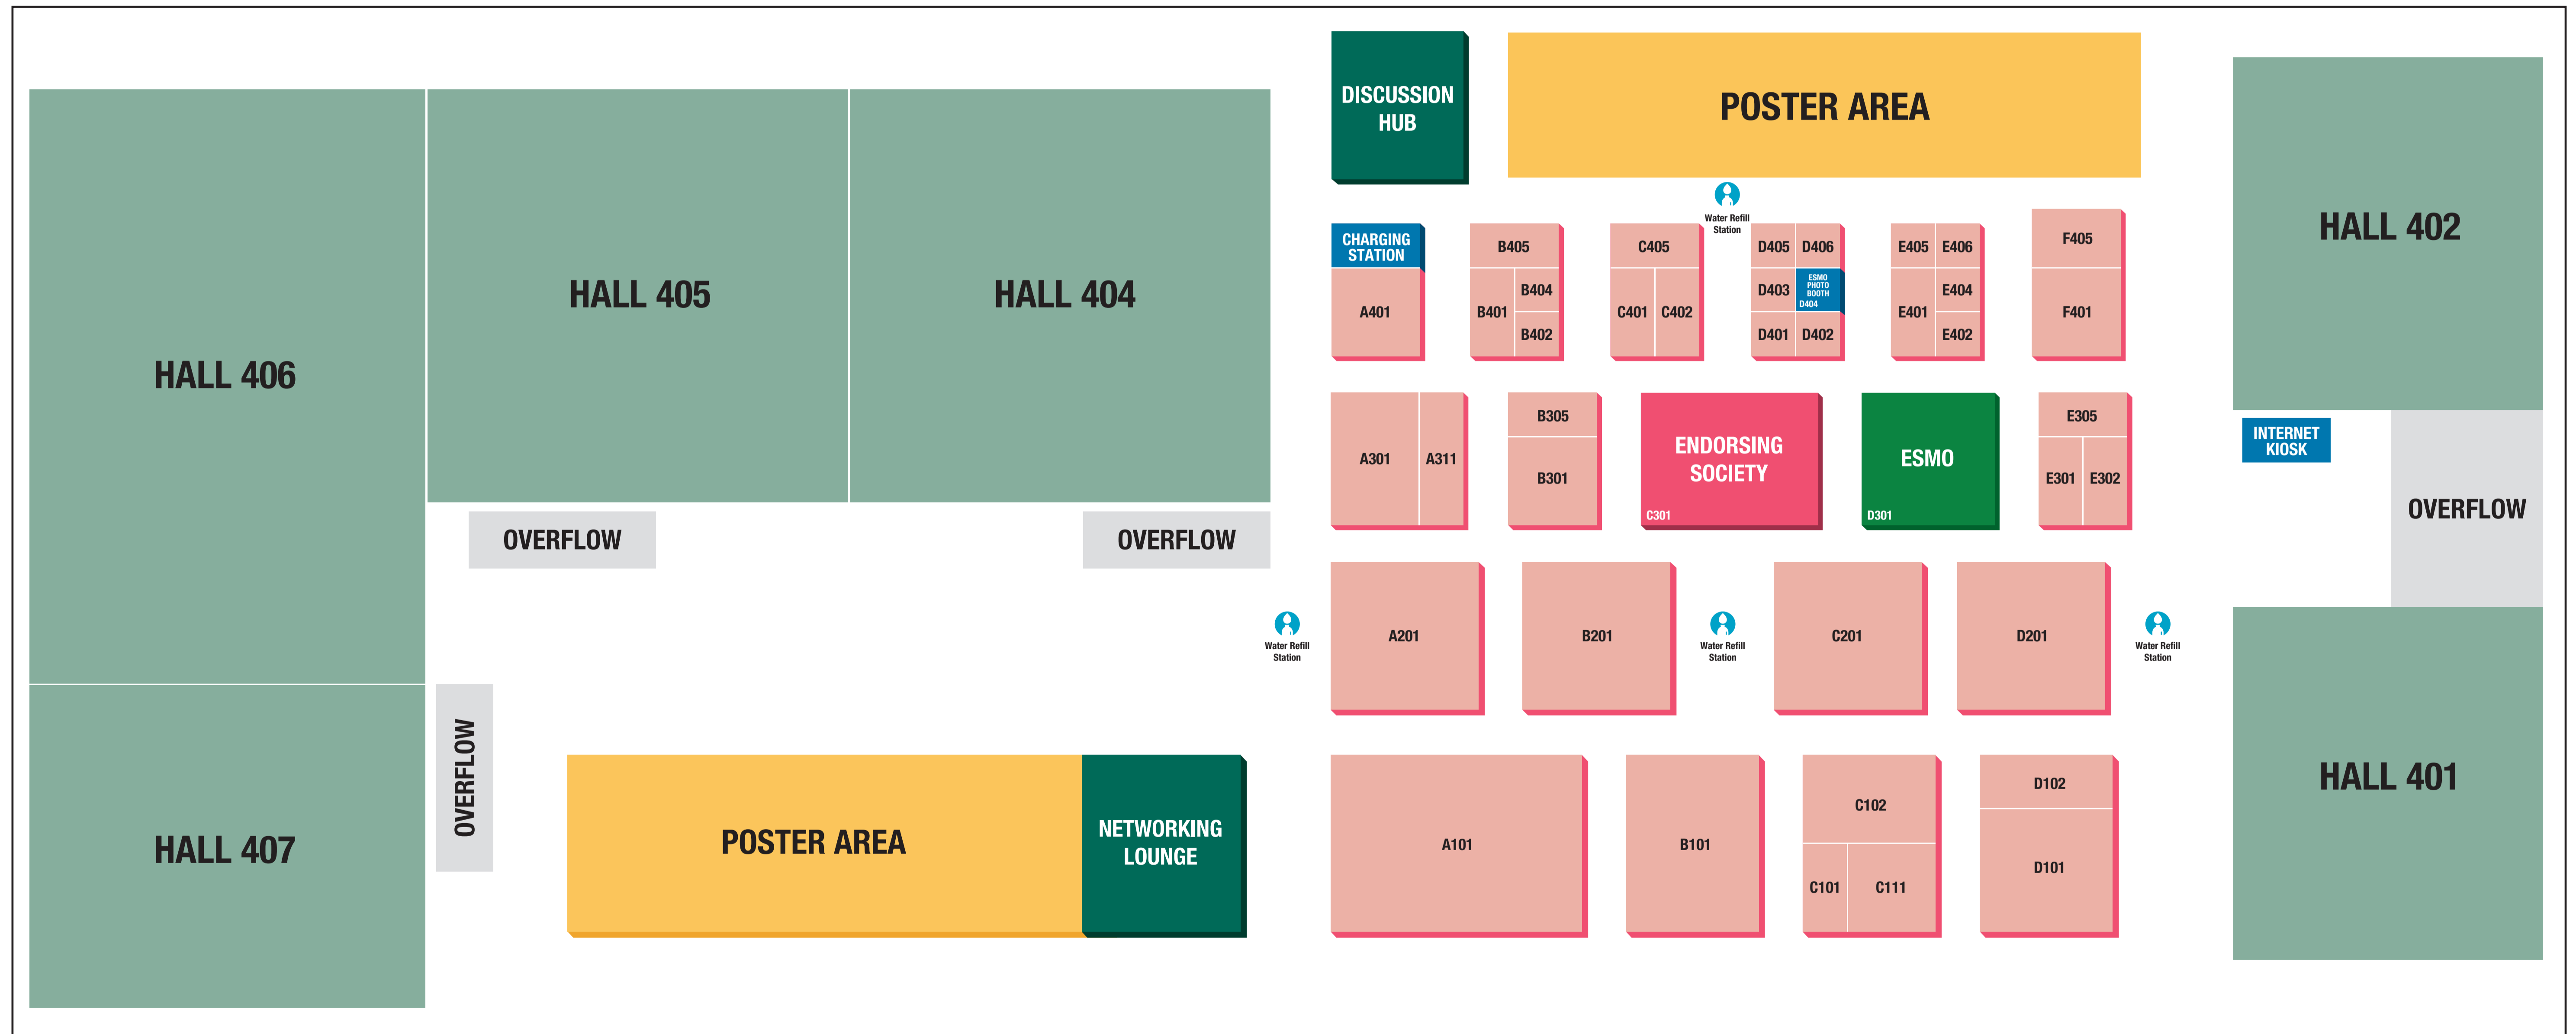 DISCUSSION
HUB
POSTER AREA
HALL 402
HALL 406
HALL 405
HALL 404
Water Refill
Station
CHARGING
STATION
A401
B405
B401
B404
B402
C405
C401
C402
D405
D406
D403
ESMO
PHOTO
BOOTH
D404
D401
D402
E405
E406
E401
E404
E402
F405
F401
A301
A311
B305
B301
ENDORSING
SOCIETY
C301
ESMO
D301
E305
E301
E302
INTERNET
KIOSK
OVERFLOW
OVERFLOW
OVERFLOW
Water Refill
Station
A201
B201
Water Refill
Station
C201
D201
Water Refill
Station
HALL 407
OVERFLOW
POSTER AREA
NETWORKING
LOUNGE
A101
B101
C102
C101
C111
D102
D101
HALL 401